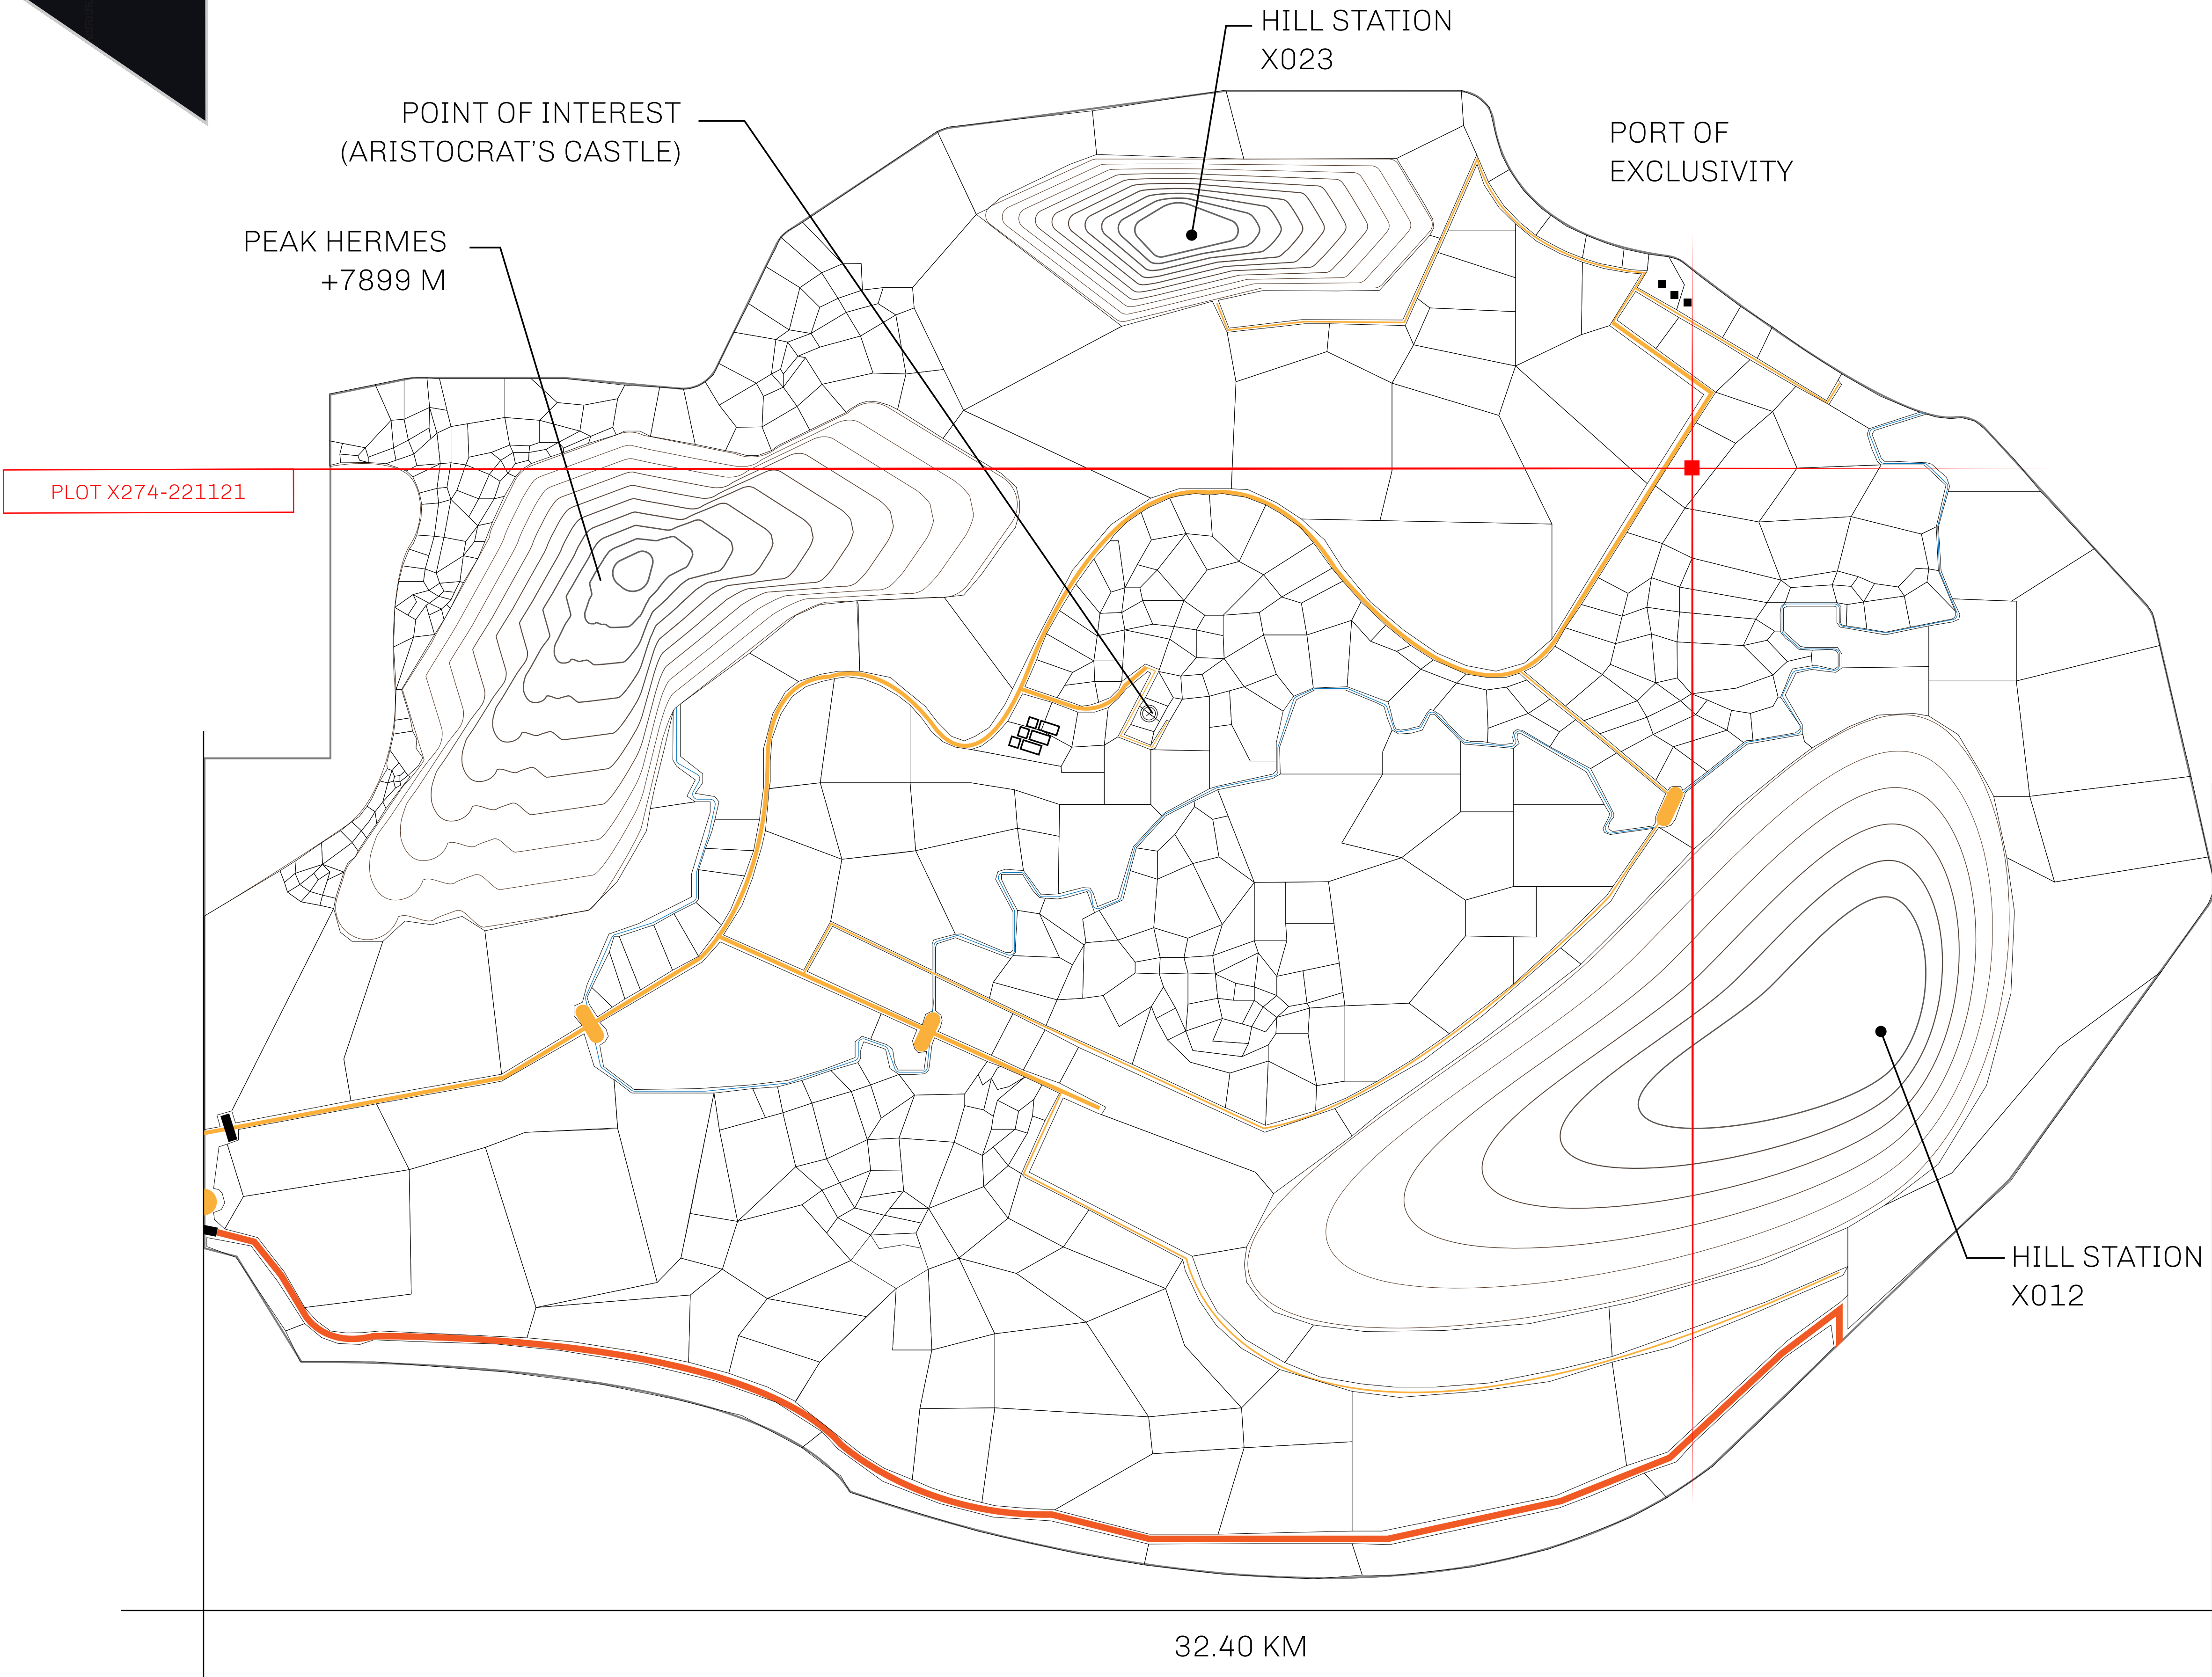 HILL STATION
X023
POINT OF INTEREST
(ARISTOCRAT'S CASTLE)
PORT OF
EXCLUSIVITY
PEAK HERMES
+7899 M
PLOT X274-221121
HILL STATION
X012
32.40 KM